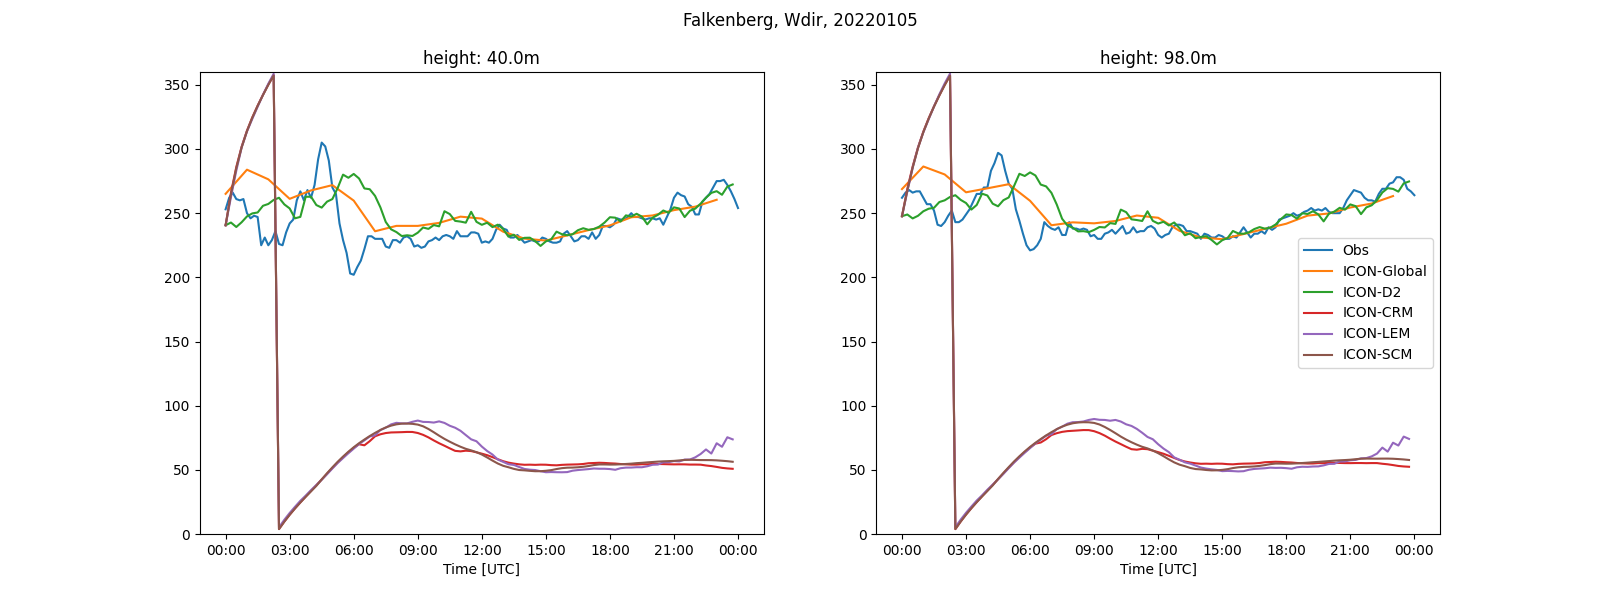 Falkenberg, Wdir, 20220105
height: 40.0m
350
300
250
200
150
100
50
0
00:00 03:00 06:00 09:00 12:00 15:00 18:00 21:00 00:00
Time [UTC]
height: 98.0m
350
300
250
200
150
100
50
0
Obs
ICON-Global
ICON-D2
ICON-CRM
ICON-LEM
ICON-SCM
00:00 03:00 06:00 09:00 12:00 15:00 18:00 21:00 00:00
Time [UTC]